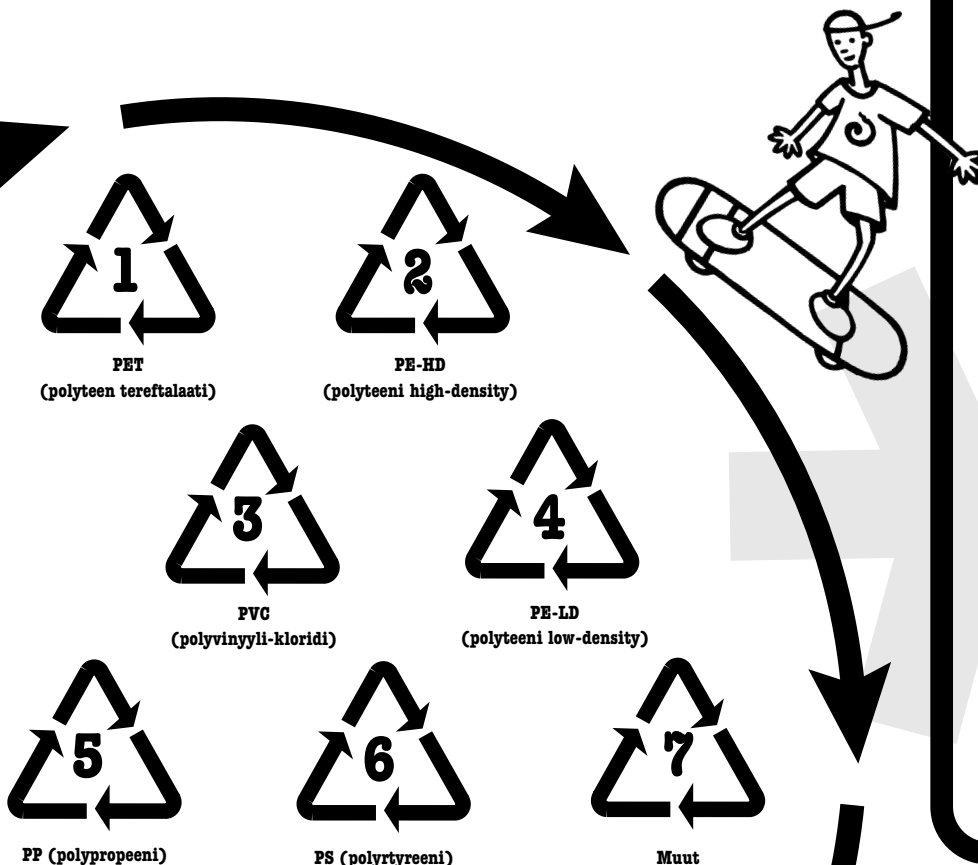 1
2
PET
(polyteen tereftalaati)
PE-HD
(polyteeni high-density)
3
4
PVC
(polyvinyyli-kloridi)
PE-LD
(polyteeni low-density)
5
6
7
PP (polypropeeni)
PS (polyrtyreeni)
Muut